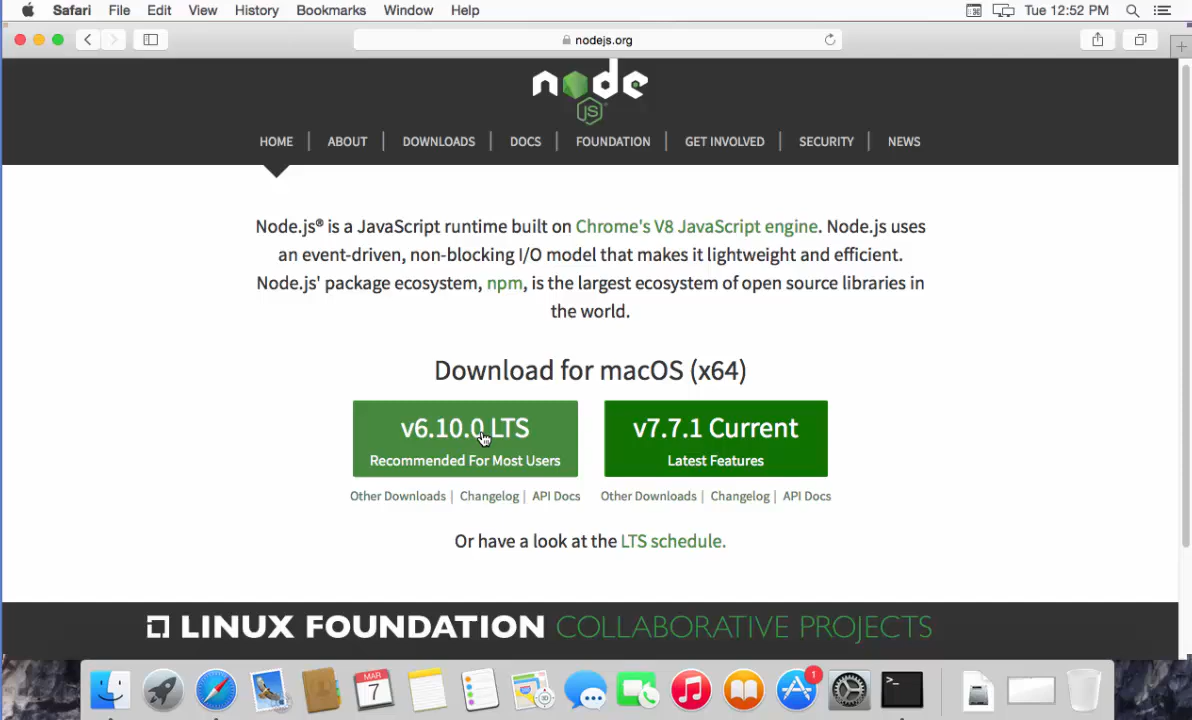 Safari File Edit View History Bookmarks Window Help Tue 12:52 PM
nodejs.org
node
JS
HOME | ABOUT | DOWNLOADS | DOCS | FOUNDATION | GET INVOLVED | SECURITY | NEWS
Node.js® is a JavaScript runtime built on Chrome's V8 JavaScript engine. Node.js uses
an event-driven, non-blocking I/O model that makes it lightweight and efficient.
Node.js' package ecosystem, npm, is the largest ecosystem of open source libraries in
the world.
Download for macOS (x64)
v6.10.0 LTS
Recommended For Most Users
v7.7.1 Current
Latest Features
Other Downloads | Changelog | API Docs
Other Downloads | Changelog | API Docs
Or have a look at the LTS schedule.
LINUX FOUNDATION COLLABORATIVE PROJECTS
MAR
7
1
>_